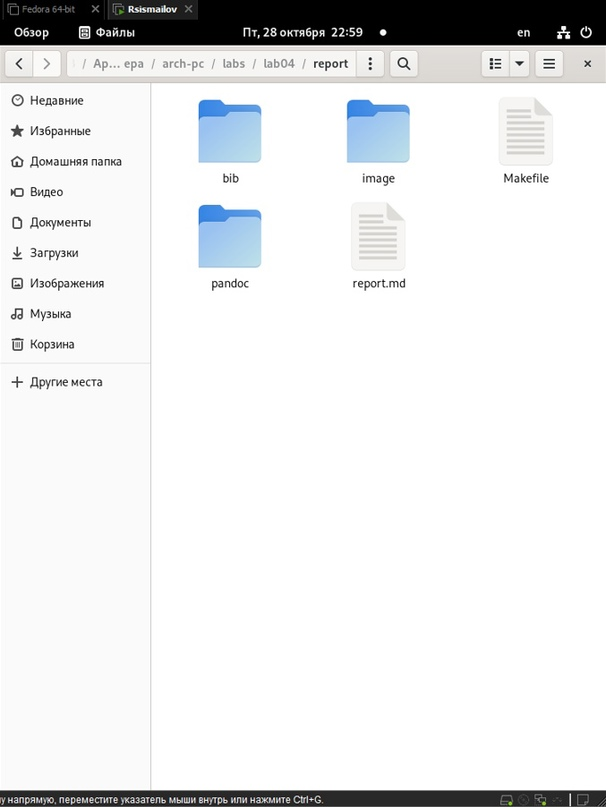 Fedora 64-bit Rsismailov
Обзор Файлы Пт, 28 октября 22:59 en
/ Ар... ера / arch-pc / labs / lab04 / report
Недавние
Избранные
Домашняя папка
Видео
Документы
Загрузки
Изображения
Музыка
Корзина
Другие места
bib image Makefile
pandoc report.md
у напрямую, переместите указатель мыши внутрь или нажмите Ctrl+G.